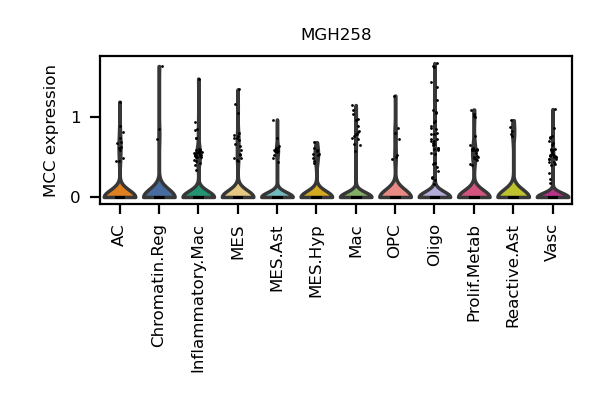 MGH258
MCC expression
1
0
AC
Chromatin.Reg
Inflammatory.Mac
MES
MES.Ast
MES.Hyp
Mac
OPC
Oligo
Prolif.Metab
Reactive.Ast
Vasc